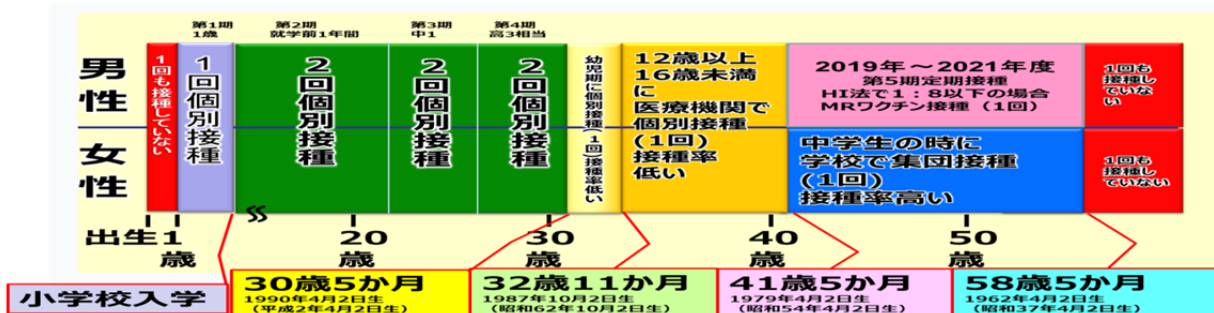 第1期
1歳
第2期
就学前1年間
第3期
中1
第4期
高3相当
男性
女性
1回も接種していない
1回個別接種
2回個別接種
2回個別接種
2回個別接種
幼児期に個別接種(1回)接種率低い
12歳以上
16歳未満
に
医療機関で
個別接種
(1回)
接種率
低い
2019年～2021年度
第5期定期接種
HI法で1：8以下の場合
MRワクチン接種（1回）
中学生の時に
学校で集団接種
(1回)
接種率高い
1回も
接種し
ていな
い
1回も
接種し
ていない
出生
1歳
20歳
30歳
40歳
50歳
小学校入学
30歳5か月
1990年4月2日生
(平成2年4月2日生)
32歳11か月
1987年10月2日生
(昭和62年10月2日生)
41歳5か月
1979年4月2日生
(昭和54年4月2日生)
58歳5か月
1962年4月2日生
(昭和37年4月2日生)